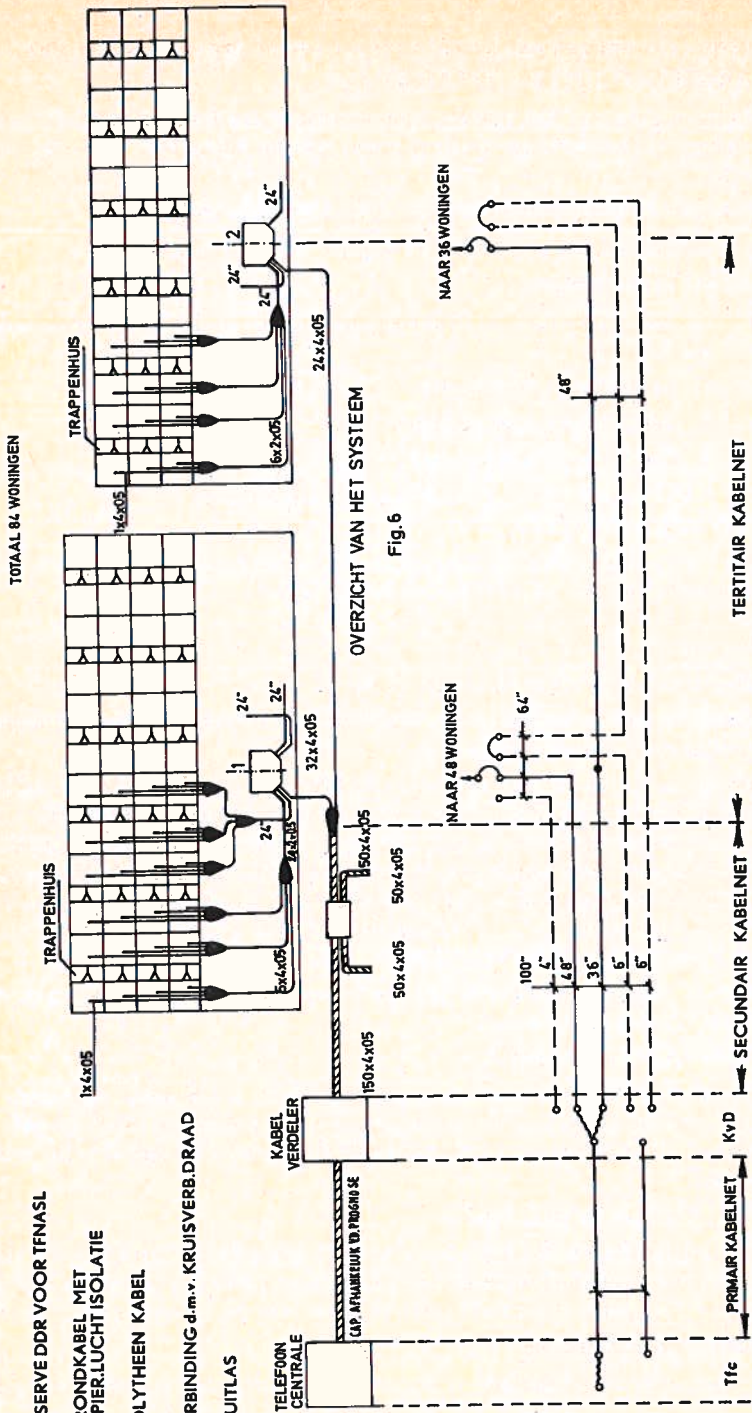 TOTAAL 84 WONINGEN
SERVE DDR VOOR TFNASL
RONDKABEL MET
PIER.LUCHT ISOLATIE
OLYTHEEN KABEL
RBINDING d.m.v. KRUISVERB.DRAAD
UITLAS
TRAPPENHUIS
1x4x05
5x4x05
24"
1
24"
24"
32x4x05
TRAPPENHUIS
1x4x05
6x2x05
24"
24"
2
24"
24x4x05
TELEFOON
CENTRALE
CAP. AFHANKELIJK VD. PROGNOSE
KABEL
VERDELER
150x4x05
50x4x05
50x4x05
50x4x05
OVERZICHT VAN HET SYSTEEM
Fig. 6
NAAR 48 WONINGEN
64"
NAAR 36 WONINGEN
48"
100"
4"
48"
36"
6"
6"
Tfc
PRIMAIR KABELNET
KvD
SECUNDAIR KABELNET
TERTITAIR KABELNET